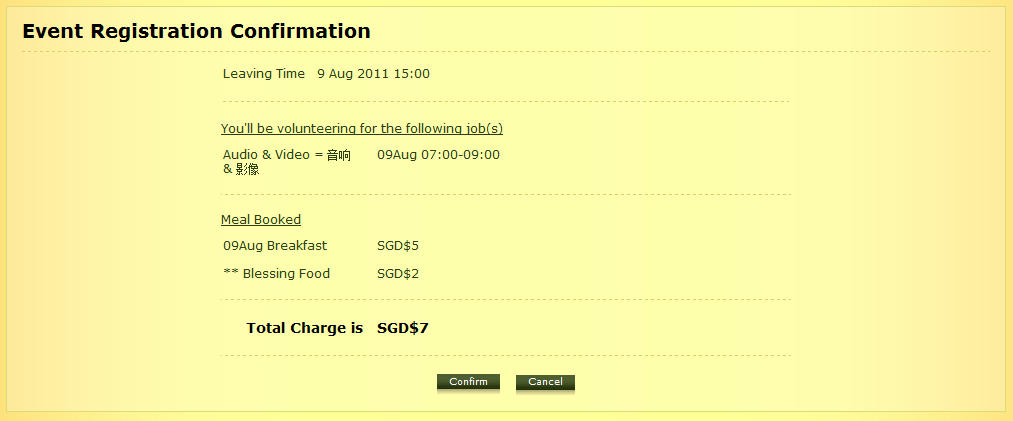 Event Registration Confirmation
Leaving Time 9 Aug 2011 15:00
You'll be volunteering for the following job(s)
Audio & Video = 音响 09Aug 07:00-09:00
& 影像
Meal Booked
09Aug Breakfast SGD$5
** Blessing Food SGD$2
Total Charge is SGD$7
Confirm Cancel